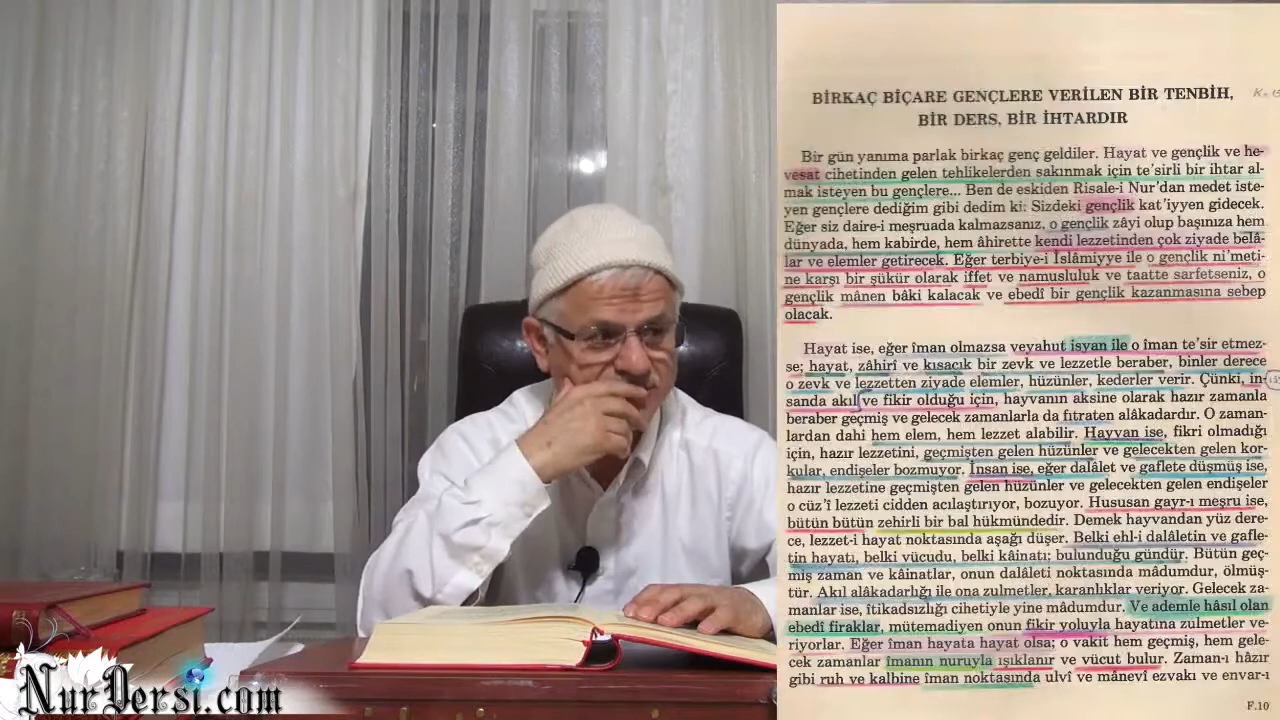 BİRKAÇ BİÇARE GENÇLERE VERİLEN BİR TENBİH,
BİR DERS, BİR İHTARDIR
Bir gün yanıma parlak birkaç genç geldiler. Hayat ve gençlik ve he-
vesat cihetinden gelen tehlikelerden sakınmak için te'sirli bir ihtar al-
mak isteyen bu gençlere... Ben de eskiden Risale-i Nur'dan medet iste-
yen gençlere dediğim gibi dedim ki: Sizdeki gençlik kat'iyyen gidecek.
Eğer siz daire-i meşruada kalmazsanız, o gençlik zâyi olup başınıza hem
dünyada, hem kabirde, hem âhirette kendi lezzetinden çok ziyade belâ-
lar ve elemler getirecek. Eğer terbiye-i İslâmiyye ile o gençlik ni'meti-
ne karşı bir şükür olarak iffet ve namusluluk ve taatte sarfetseniz, o
gençlik mânen bâki kalacak ve ebedî bir gençlik kazanmasına sebep
olacak.
Hayat ise, eğer îman olmazsa veyahut isyan ile o îman te'sir etmez-
se; hayat, zâhirî ve kısacık bir zevk ve lezzetle beraber, binler derece
o zevk ve lezzetten ziyade elemler, hüzünler, kederler verir. Çünki, in-
sanda akıl ve fikir olduğu için, hayvanın aksine olarak hazır zamanla
beraber geçmiş ve gelecek zamanlarla da fıtraten alâkadardır. O zaman-
lardan dahi hem elem, hem lezzet alabilir. Hayvan ise, fikri olmadığı
için, hazır lezzetini, geçmişten gelen hüzünler ve gelecekten gelen kor-
kular, endişeler bozmuyor. İnsan ise, eğer dalâlet ve gaflete düşmüş ise,
hazır lezzetine geçmişten gelen hüzünler ve gelecekten gelen endişeler
o cüz'î lezzeti cidden acılaştırıyor, bozuyor. Hususan gayr-ı meşru ise,
bütün bütün zehirli bir bal hükmündedir. Demek hayvandan yüz dere-
ce, lezzet-i hayat noktasında aşağı düşer. Belki ehl-i dalâletin ve gafle-
tin hayatı, belki vücudu, belki kâinatı; bulunduğu gündür. Bütün geç-
miş zaman ve kâinatlar, onun dalâleti noktasında mâdumdur, ölmüş-
tür. Akıl alâkadarlığı ile ona zulmetler, karanlıklar veriyor. Gelecek za-
manlar ise, îtikadsızlığı cihetiyle yine mâdumdur. Ve ademle hâsıl olan
ebedî firaklar, mütemadiyen onun fikir yoluyla hayatına zulmetler ve-
riyorlar. Eğer îman hayata hayat olsa; o vakit hem geçmiş, hem gele-
cek zamanlar îmanın nuruyla ışıklanır ve vücut bulur. Zaman-ı hâzır
gibi ruh ve kalbine îman noktasında ulvî ve mânevî ezvakı ve envar-ı
F.10
NurDersi.com